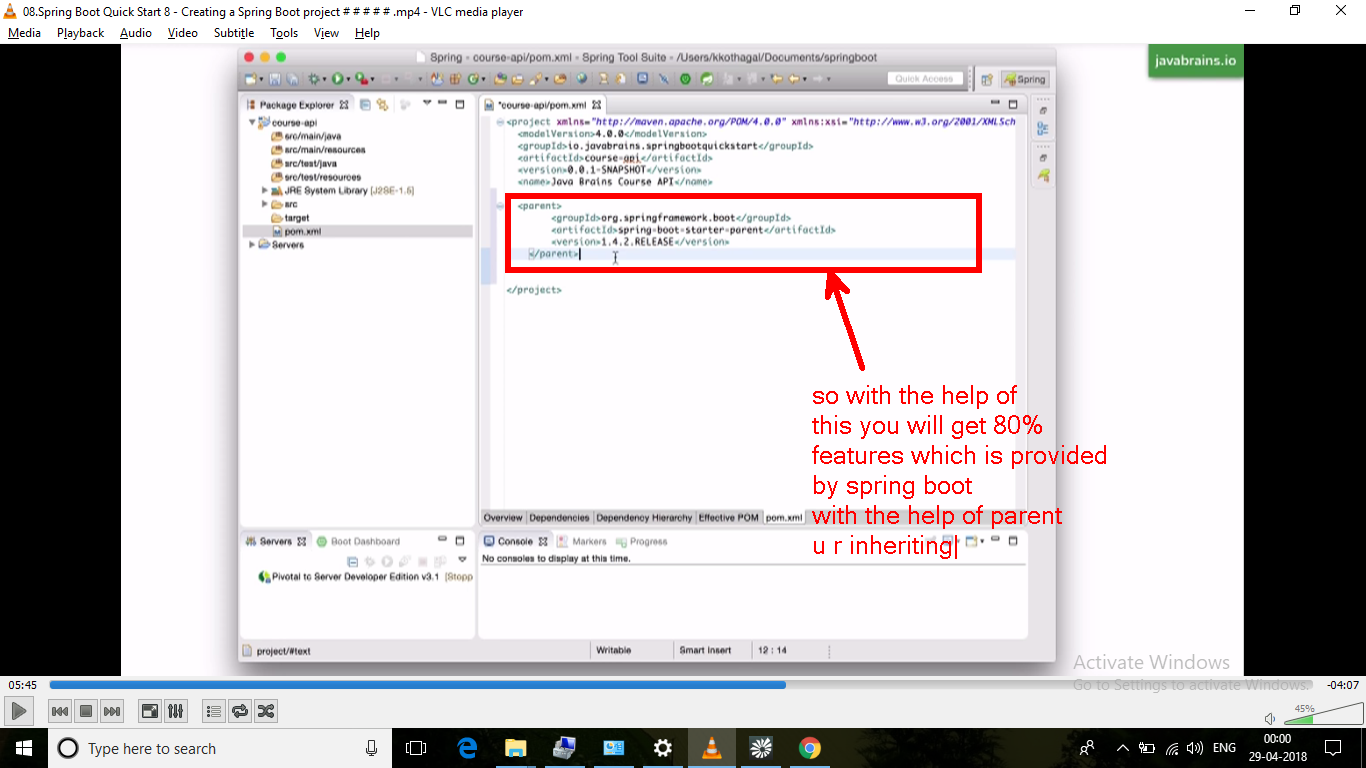 08.Spring Boot Quick Start 8 - Creating a Spring Boot project # # # # # .mp4 - VLC media player
Media Playback Audio Video Subtitle Tools View Help
Spring - course-api/pom.xml - Spring Tool Suite - /Users/kkothagal/Documents/springboot
javabrains.io
Quick Access
Spring
Package Explorer
course-api
src/main/java
src/main/resources
src/test/java
src/test/resources
JRE System Library [J2SE-1.5]
src
target
pom.xml
Servers
*course-api/pom.xml
<project xmlns="http://maven.apache.org/POM/4.0.0" xmlns:xsi="http://www.w3.org/2001/XMLSch
<modelVersion>4.0.0</modelVersion>
<groupId>io.javabrains.springbootquickstart</groupId>
<artifactId>course-api</artifactId>
<version>0.0.1-SNAPSHOT</version>
<name>Java Brains Course API</name>
<parent>
<groupId>org.springframework.boot</groupId>
<artifactId>spring-boot-starter-parent</artifactId>
<version>1.4.2.RELEASE</version>
</parent>
</project>
so with the help of
this you will get 80%
features which is provided
by spring boot
with the help of parent
u r inheriting
Overview Dependencies Dependency Hierarchy Effective POM pom.xml
Servers Boot Dashboard
Pivotal tc Server Developer Edition v3.1 [Stopp
Console Markers Progress
No consoles to display at this time.
project/#text
Writable
Smart Insert
12 : 14
Activate Windows
Go to Settings to activate Windows.
05:45
-04:07
45%
Type here to search
ENG
00:00
29-04-2018